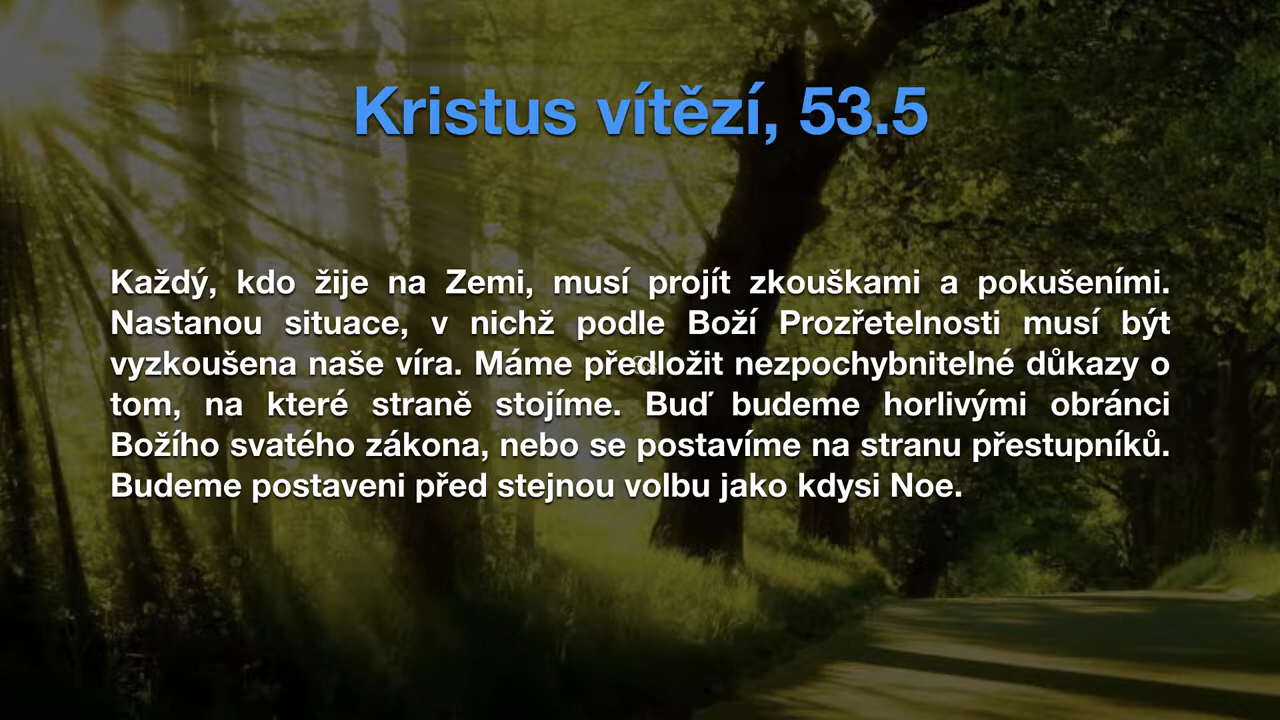 Kristus vítězí, 53.5
Každý, kdo žije na Zemi, musí projít zkouškami a pokušeními.
Nastanou situace, v nichž podle Boží Prozřetelnosti musí být
vyzkoušena naše víra. Máme předložit nezpochybnitelné důkazy o
tom, na které straně stojíme. Buď budeme horlivými obránci
Božího svatého zákona, nebo se postavíme na stranu přestupníků.
Budeme postaveni před stejnou volbu jako kdysi Noe.